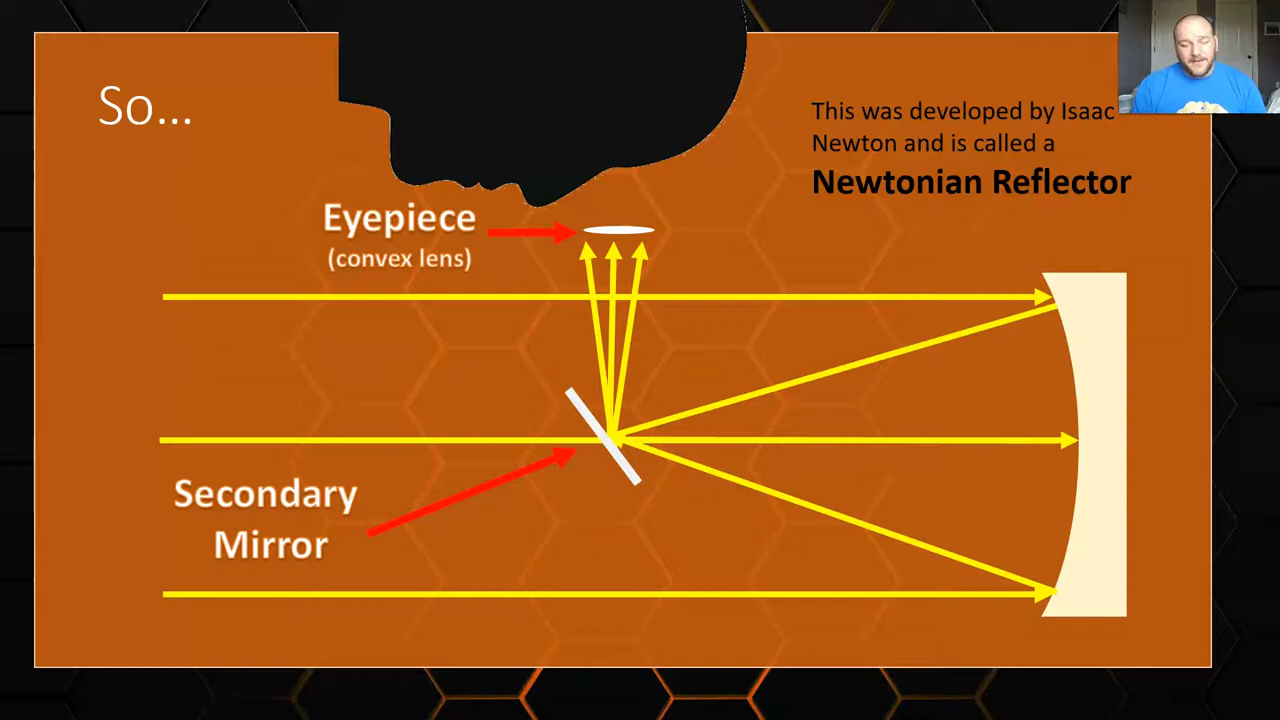 So...
This was developed by Isaac
Newton and is called a
Newtonian Reflector
Eyepiece
(convex lens)
Secondary
Mirror